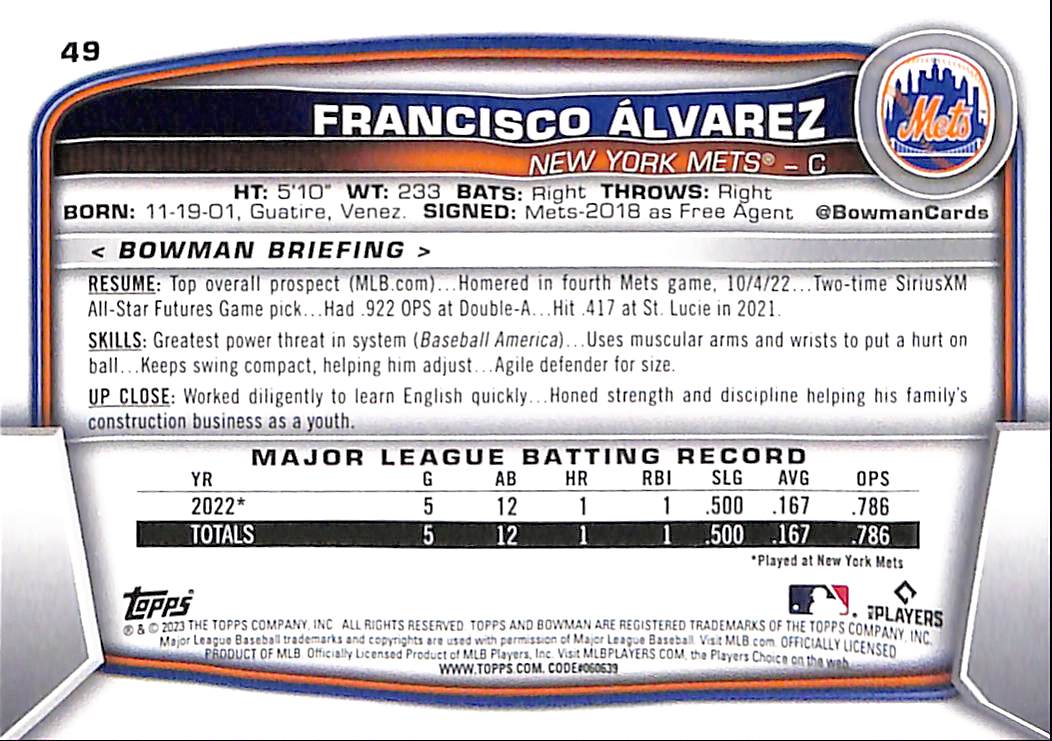 49
Mets
FRANCISCO ÁLVAREZ
NEW YORK METS® – C
HT: 5'10" WT: 233 BATS: Right THROWS: Right
BORN: 11-19-01, Guatire, Venez. SIGNED: Mets-2018 as Free Agent @BowmanCards
< BOWMAN BRIEFING >
RESUME: Top overall prospect (MLB.com)...Homered in fourth Mets game, 10/4/22...Two-time SiriusXM
All-Star Futures Game pick...Had .922 OPS at Double-A...Hit .417 at St. Lucie in 2021.
SKILLS: Greatest power threat in system (Baseball America)...Uses muscular arms and wrists to put a hurt on
ball...Keeps swing compact, helping him adjust...Agile defender for size.
UP CLOSE: Worked diligently to learn English quickly...Honed strength and discipline helping his family's
construction business as a youth.
MAJOR LEAGUE BATTING RECORD
YR G AB HR RBI SLG AVG OPS
2022* 5 12 1 1 .500 .167 .786
TOTALS 5 12 1 1 .500 .167 .786
*Played at New York Mets
Topps
MLB PLAYERS
® & © 2023 THE TOPPS COMPANY, INC. ALL RIGHTS RESERVED. TOPPS AND BOWMAN ARE REGISTERED TRADEMARKS OF THE TOPPS COMPANY, INC.
Major League Baseball trademarks and copyrights are used with permission of Major League Baseball. Visit MLB.com. OFFICIALLY LICENSED
PRODUCT OF MLB Players, Inc. Visit MLBPLAYERS.COM, the Players Choice on the web.
WWW.TOPPS.COM. CODE#060639